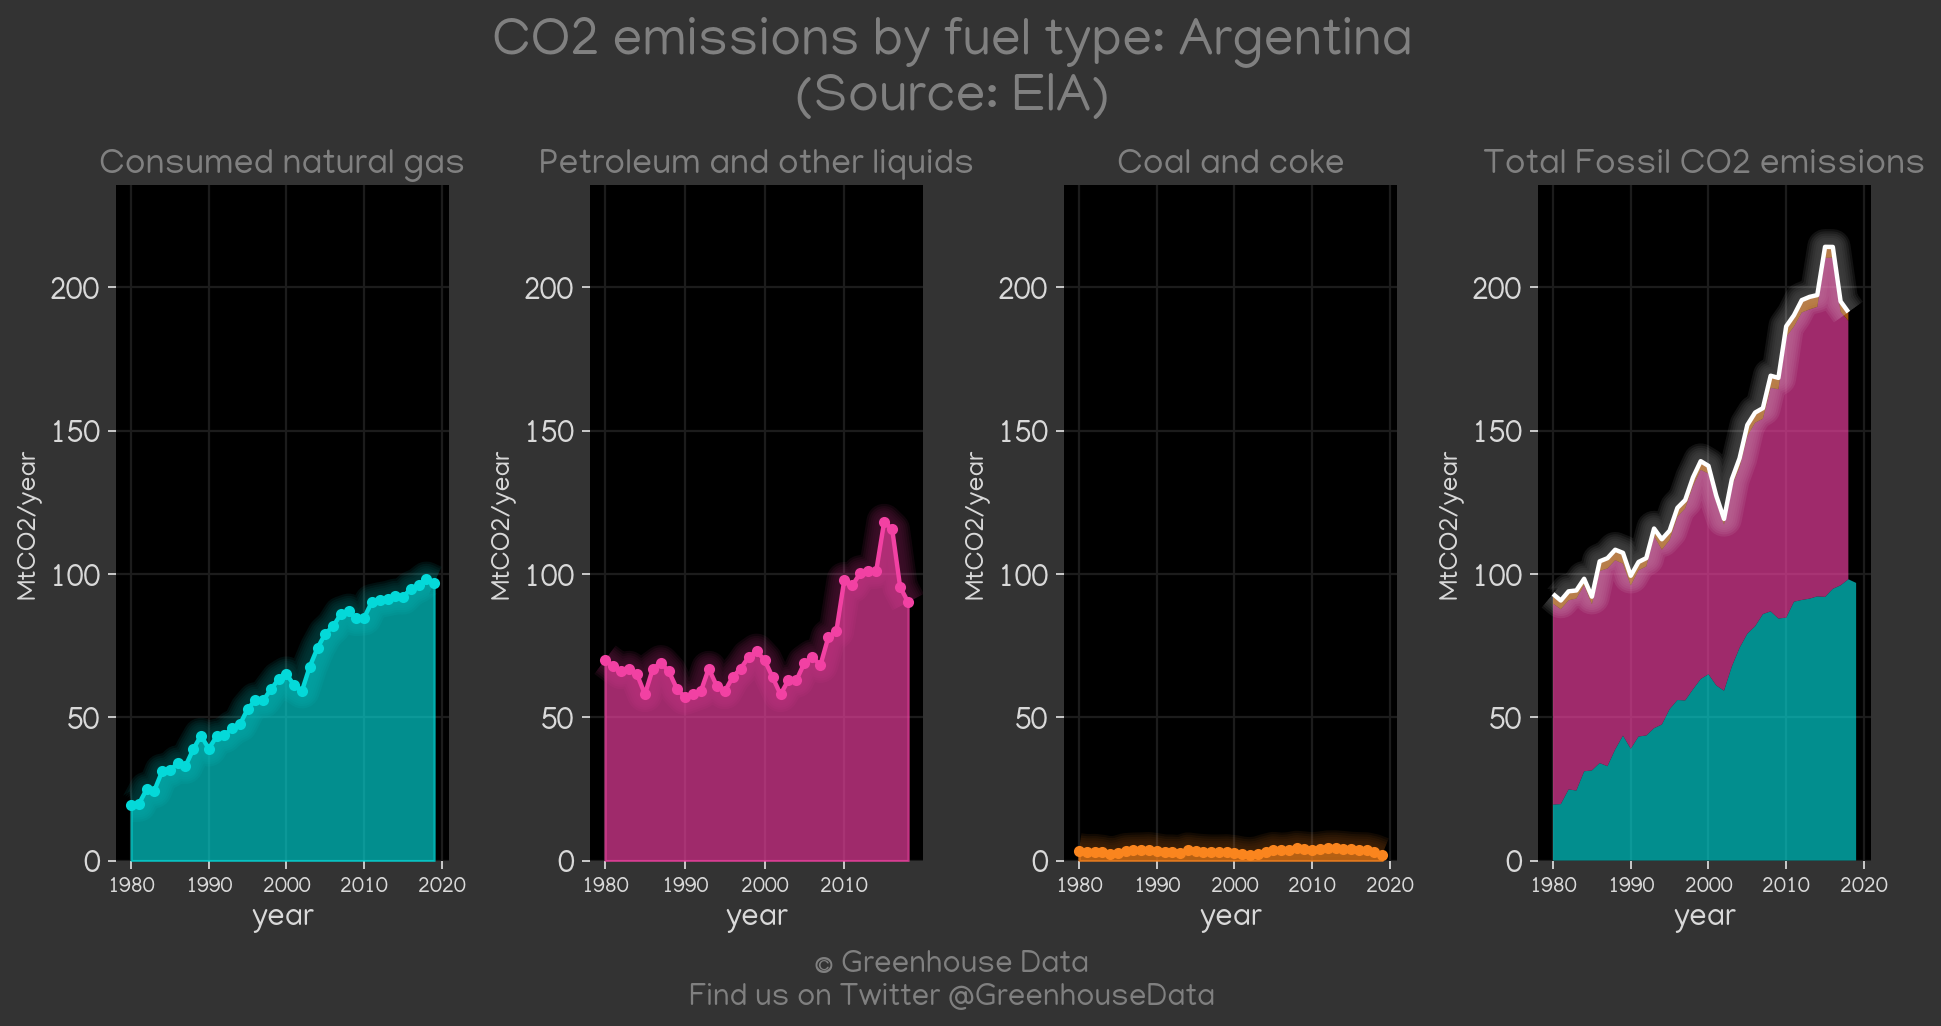 CO2 emissions by fuel type: Argentina
(Source: EIA)
Consumed natural gas
Petroleum and other liquids
Coal and coke
Total Fossil CO2 emissions
MtCO2/year
200
150
100
50
0
1980 1990 2000 2010 2020
year
MtCO2/year
200
150
100
50
0
1980 1990 2000 2010
year
MtCO2/year
200
150
100
50
0
1980 1990 2000 2010 2020
year
MtCO2/year
200
150
100
50
0
1980 1990 2000 2010 2020
year
© Greenhouse Data
Find us on Twitter @GreenhouseData